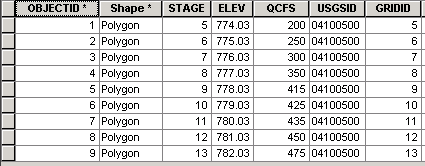 OBJECTID * Shape * STAGE ELEV QCFS USGSID GRIDID
1 Polygon 5 774.03 200 04100500 5
2 Polygon 6 775.03 250 04100500 6
3 Polygon 7 776.03 300 04100500 7
4 Polygon 8 777.03 350 04100500 8
5 Polygon 9 778.03 415 04100500 9
6 Polygon 10 779.03 425 04100500 10
7 Polygon 11 780.03 435 04100500 11
8 Polygon 12 781.03 450 04100500 12
9 Polygon 13 782.03 475 04100500 13